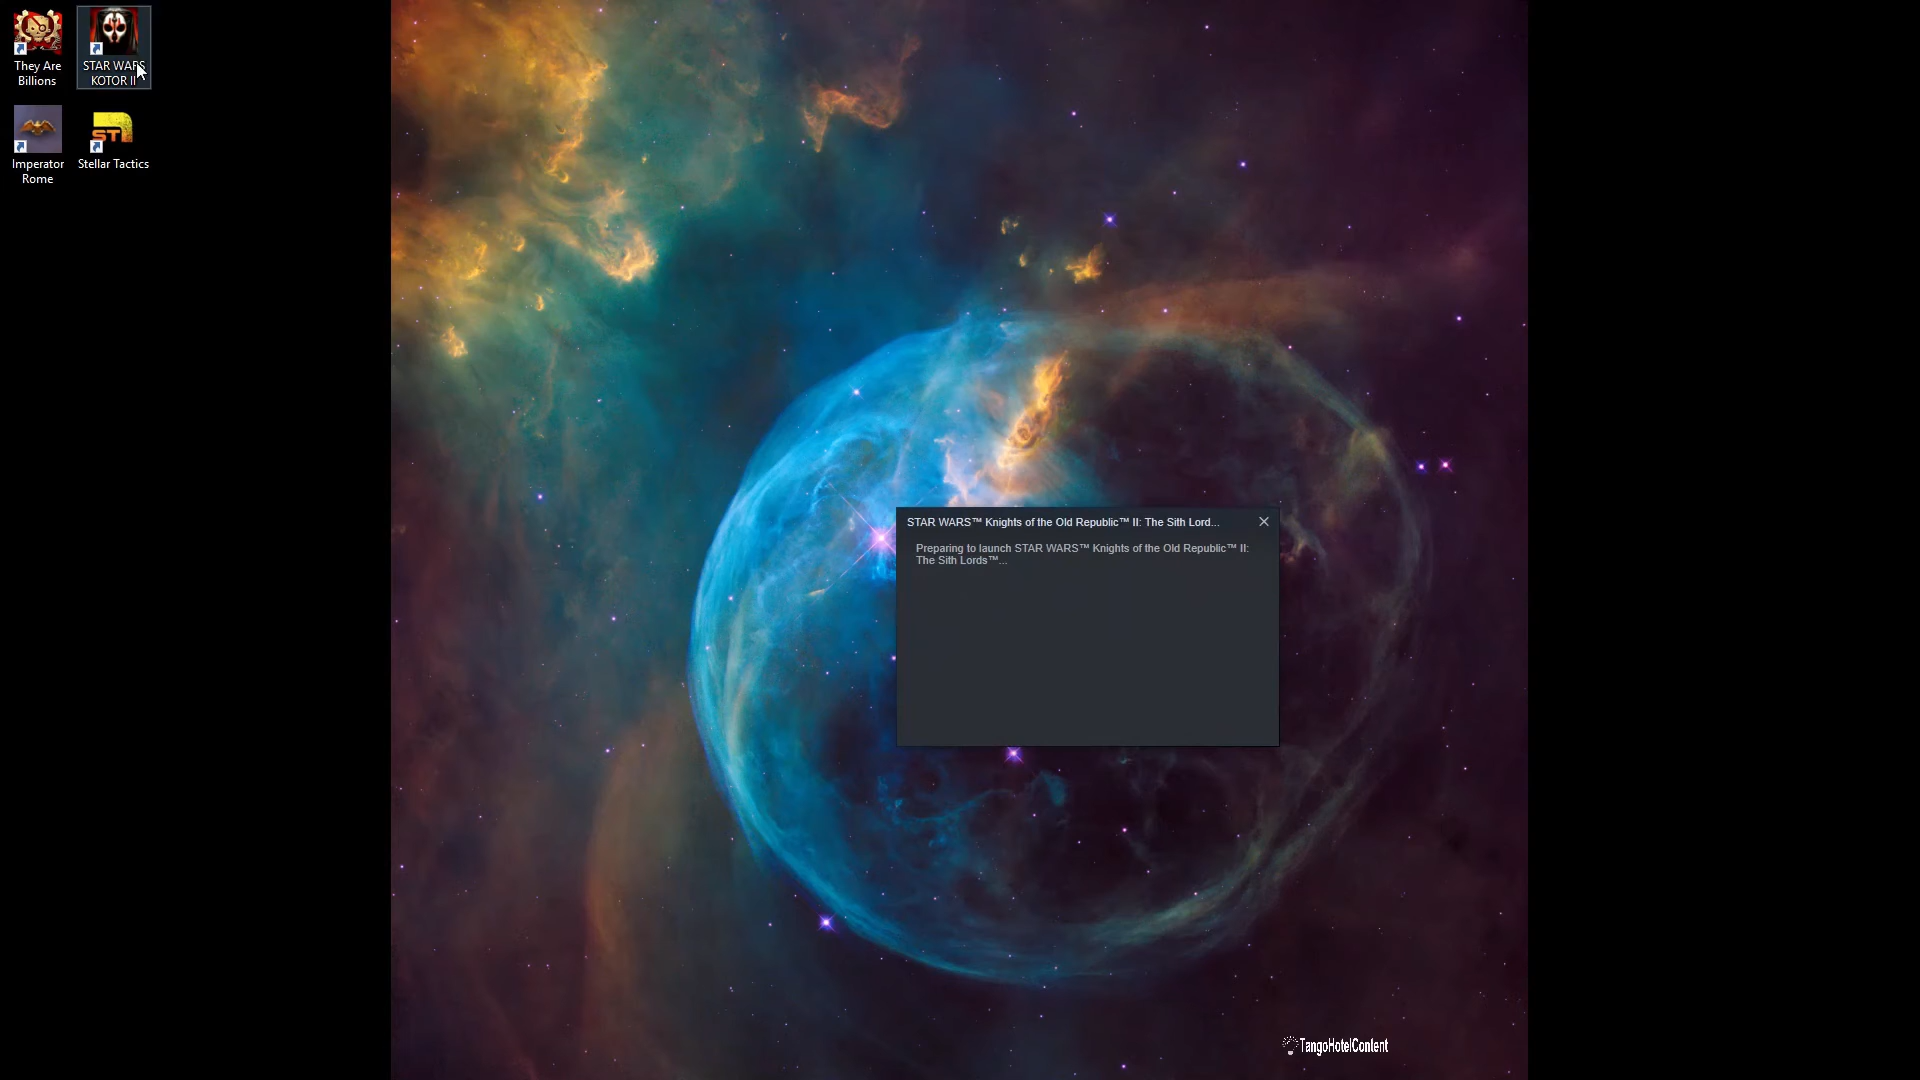 They Are
Billions
STAR WARS
KOTOR II
Imperator
Rome
STL
Stellar Tactics
STAR WARS™ Knights of the Old Republic™ II: The Sith Lord...
Preparing to launch STAR WARS™ Knights of the Old Republic™ II:
The Sith Lords™...
TangoHotelContent